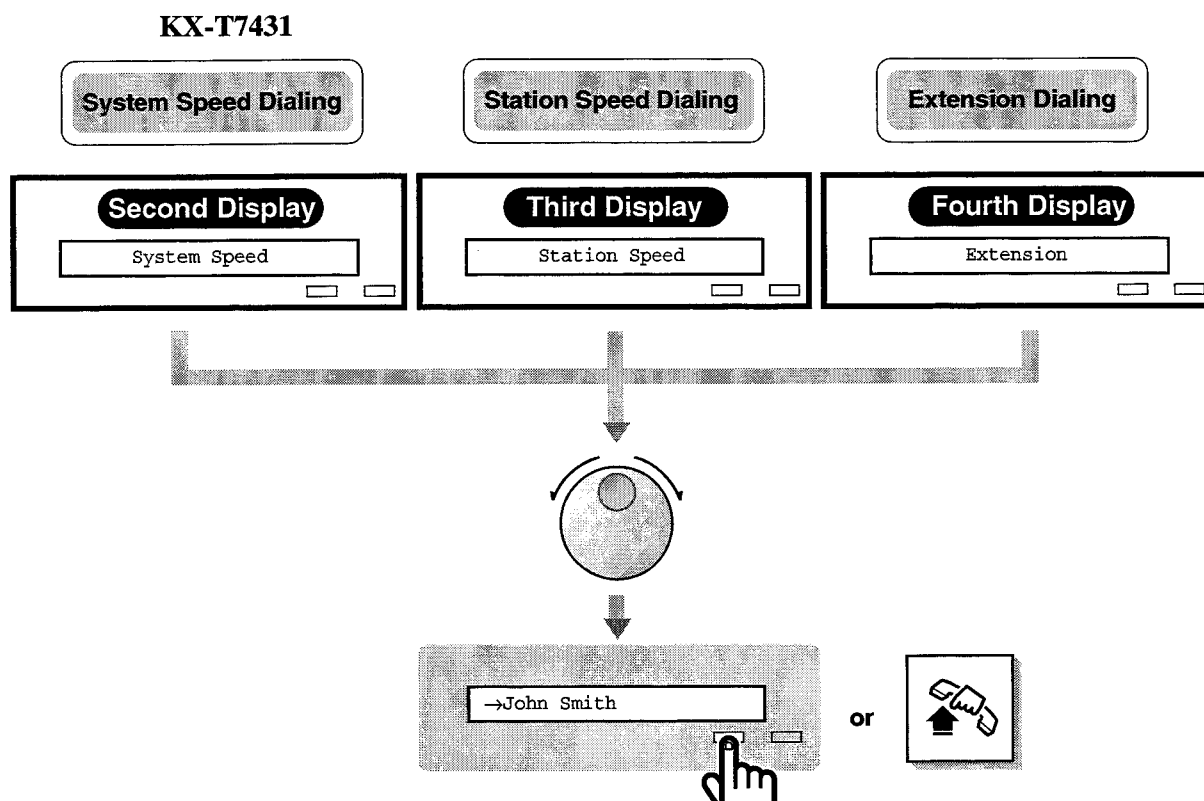 KX-T7431
System Speed Dialing
Station Speed Dialing
Extension Dialing
Second Display
Third Display
Fourth Display
System Speed
Station Speed
Extension
→John Smith
or